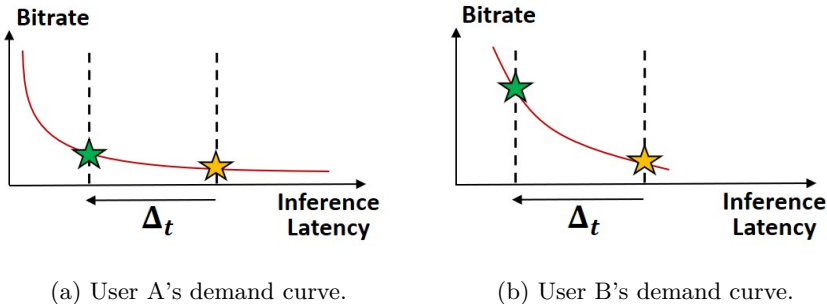 Bitrate
Inference
Latency
Δt
(a) User A's demand curve.
Bitrate
Inference
Latency
Δt
(b) User B's demand curve.